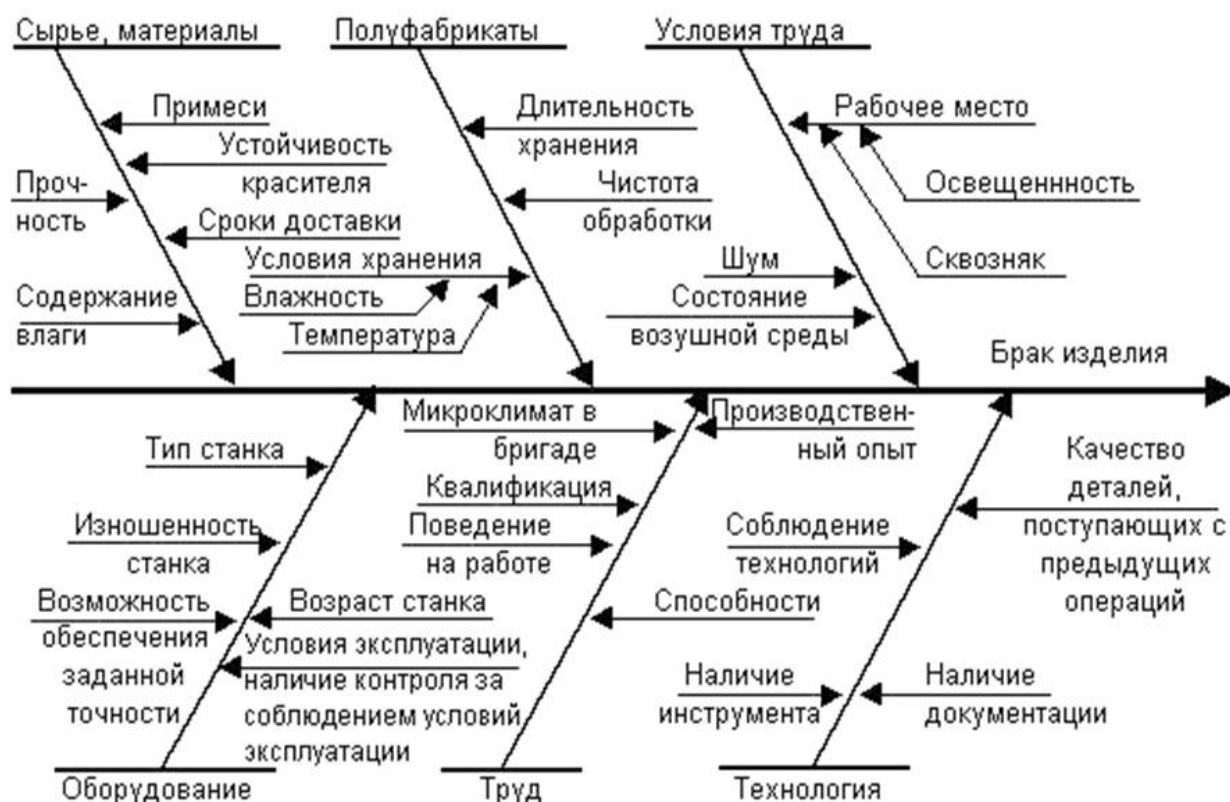 Сырье, материалы
Полуфабрикаты
Условия труда
Примеси
Устойчивость
красителя
Проч-
ность
Сроки доставки
Содержание
влаги
Длительность
хранения
Чистота
обработки
Условия хранения
Влажность
Температура
Рабочее место
Освещеннность
Сквозняк
Шум
Состояние
возушной среды
Брак изделия
Тип станка
Изношенность
станка
Возможность
обеспечения
заданной
точности
Возраст станка
Условия эксплуатации,
наличие контроля за
соблюдением условий
эксплуатации
Микроклимат в
бригаде
Производствен-
ный опыт
Квалификация
Поведение
на работе
Способности
Качество
деталей,
поступающих с
предыдущих
операций
Соблюдение
технологий
Наличие
инструмента
Наличие
документации
Оборудование
Труд
Технология